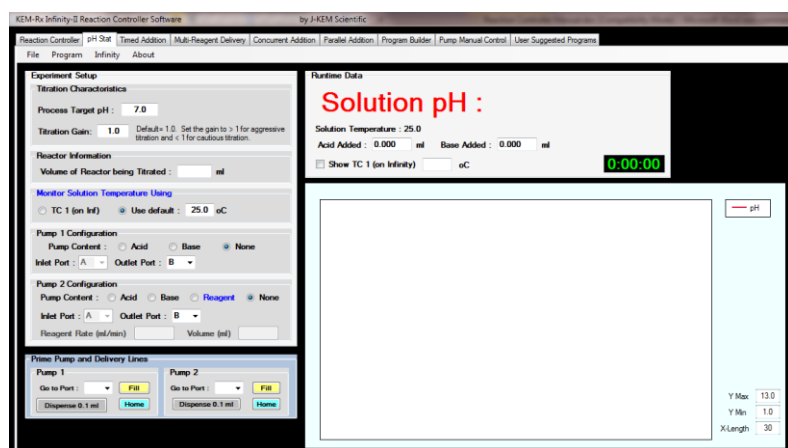 KEM-Rx Infinity-II Reaction Controller Software by J-KEM Scientific
Reaction Controller pH Stat Timed Addition Multi-Reagent Delivery Concurrent Addition Parallel Addition Program Builder Pump Manual Control User Suggested Programs
File Program Infinity About
Experiment Setup
Titration Characteristics
Process Target pH : 7.0
Titration Gain: 1.0 Default= 1.0. Set the gain to > 1 for aggressive
titration and < 1 for cautious titration.
Reactor Information
Volume of Reactor being Titrated : ml
Monitor Solution Temperature Using
TC 1 (on Inf) Use default : 25.0 oC
Pump 1 Configuration
Pump Content : Acid Base None
Inlet Port : A Outlet Port : B
Pump 2 Configuration
Pump Content : Acid Base Reagent None
Inlet Port : A Outlet Port : B
Reagent Rate (ml/min) Volume (ml)
Prime Pump and Delivery Lines
Pump 1
Go to Port : Fill
Dispense 0.1 ml Home
Pump 2
Go to Port : Fill
Dispense 0.1 ml Home
Runtime Data
Solution pH :
Solution Temperature : 25.0
Acid Added : 0.000 ml Base Added : 0.000 ml
Show TC 1 (on Infinity) oC
0:00:00
pH
Y Max 13.0
Y Min 1.0
X-Length 30